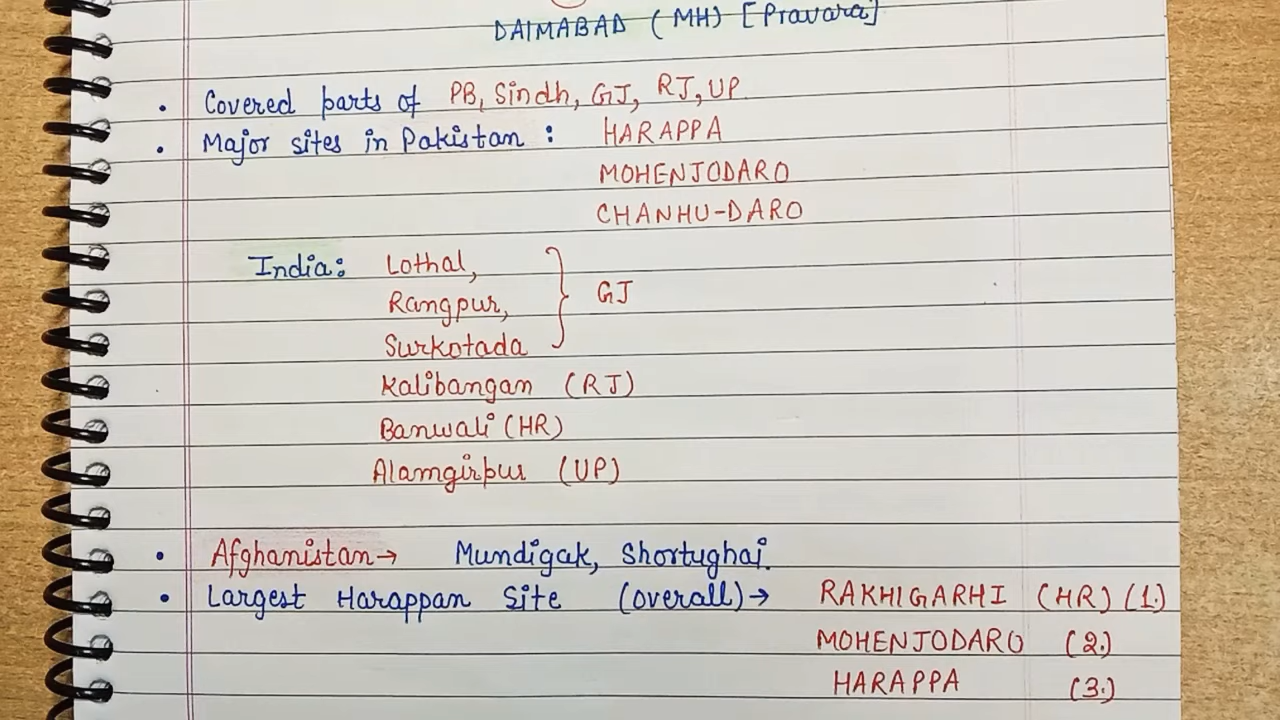 DAIMABAD (MH) [Pravara]
• Covered parts of PB, Sindh, GJ, RJ, UP
• Major sites in Pakistan : HARAPPA
MOHENJODARO
CHANHU-DARO
India: Lothal,
Rangpur, } GJ
Surkotada
Kalibangan (RJ)
Banwali (HR)
Alamgirpur (UP)
• Afghanistan → Mundigak, Shortughai.
• Largest Harappan Site (overall) → RAKHIGARHI (HR) (1.)
MOHENJODARO (2.)
HARAPPA (3.)